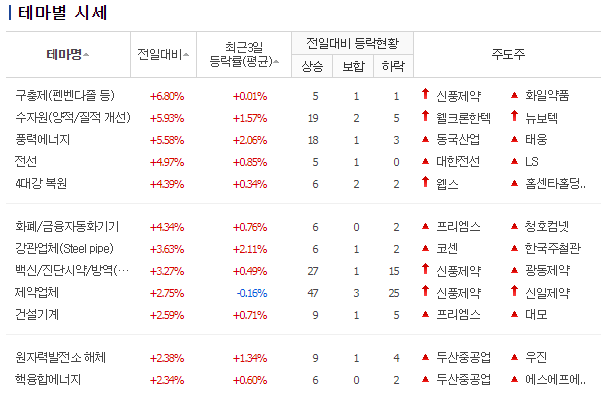 테마별 시세
테마명 전일대비 최근3일 등락률(평균) 전일대비 등락현황 주도주
상승 보합 하락
구충제(펜벤다졸 등) +6.80% +0.01% 5 1 1 신풍제약 화일약품
수자원(양적/질적 개선) +5.93% +1.57% 19 2 5 웰크론한텍 뉴보텍
풍력에너지 +5.53% +2.06% 18 1 3 동국산업 태웅
전선 +4.97% +0.85% 5 1 0 대한전선 LS
4대강 복원 +4.39% +0.34% 6 2 2 웹스 홈센타홀딩..
화폐/금융자동화기기 +4.34% +0.76% 6 0 2 프리엠스 청호컴넷
강관업체(Steel pipe) +3.63% +2.11% 6 1 2 코센 한국주철관
백신/진단시약/방역(… +3.27% +0.49% 27 1 15 신풍제약 광동제약
제약업체 +2.75% -0.16% 47 3 25 신풍제약 신일제약
건설기계 +2.59% +0.71% 9 1 5 프리엠스 대모
원자력발전소 해체 +2.38% +1.34% 9 1 4 두산중공업 우진
핵융합에너지 +2.34% +0.60% 6 0 2 두산중공업 에스에프에..